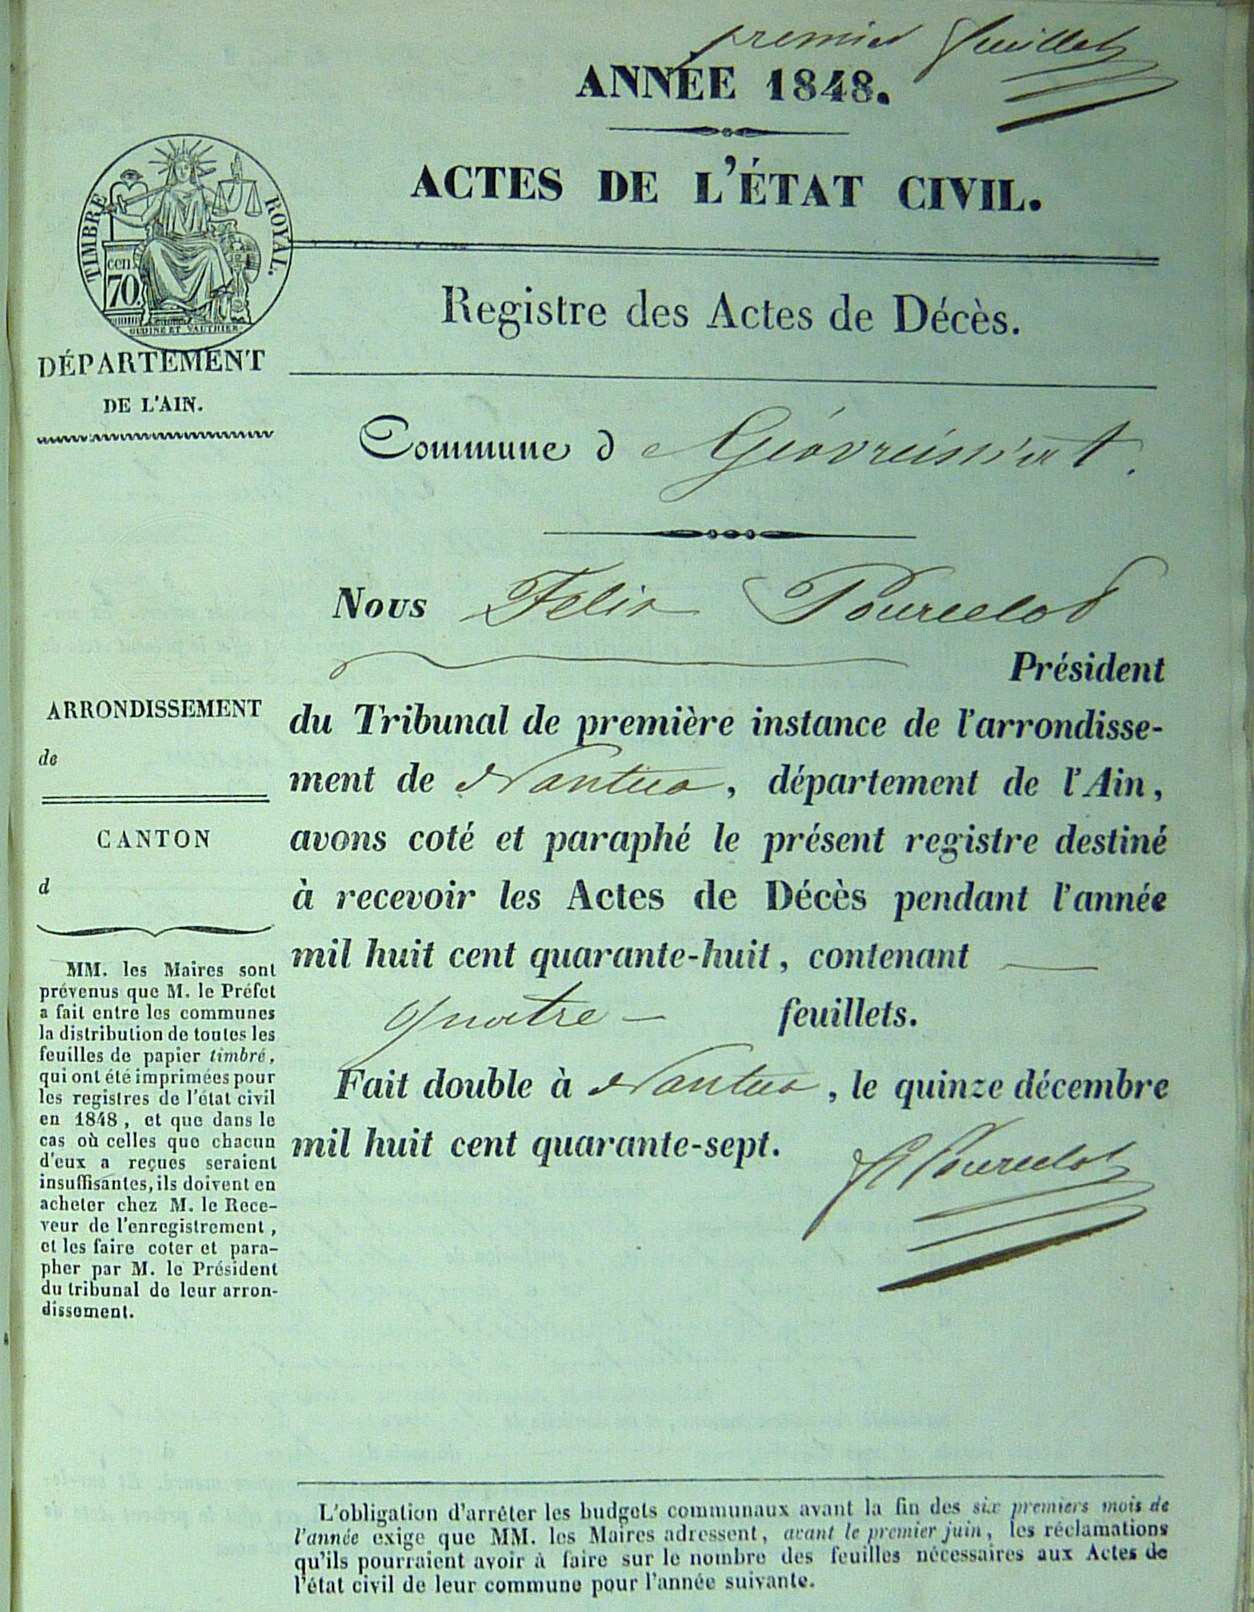 premier feuillet
ANNÉE 1848.
ACTES DE L'ÉTAT CIVIL.
TIMBRE ROYAL.
cen.
70.
Registre des Actes de Décès.
DÉPARTEMENT
DE L'AIN.
Commune d Giovreissiat.
Nous Felix Pourcelot
Président
du Tribunal de première instance de l'arrondisse-
ment de Nantua, département de l'Ain,
avons coté et paraphé le présent registre destiné
à recevoir les Actes de Décès pendant l'année
mil huit cent quarante-huit, contenant
quatre feuillets.
Fait double à Nantua, le quinze décembre
mil huit cent quarante-sept.
Pourcelot
ARRONDISSEMENT
de
CANTON
d
MM. les Maires sont
prévenus que M. le Préfet
a fait entre les communes
la distribution de toutes les
feuilles de papier timbré,
qui ont été imprimées pour
les registres de l'état civil
en 1848, et que dans le
cas où celles que chacun
d'eux a reçues seraient
insuffisantes, ils doivent en
acheter chez M. le Rece-
veur de l'enregistrement,
et les faire coter et para-
pher par M. le Président
du tribunal de leur arron-
dissement.
L'obligation d'arrêter les budgets communaux avant la fin des six premiers mois de
l'année exige que MM. les Maires adressent, avant le premier juin, les réclamations
qu'ils pourraient avoir à faire sur le nombre des feuilles nécessaires aux Actes de
l'état civil de leur commune pour l'année suivante.